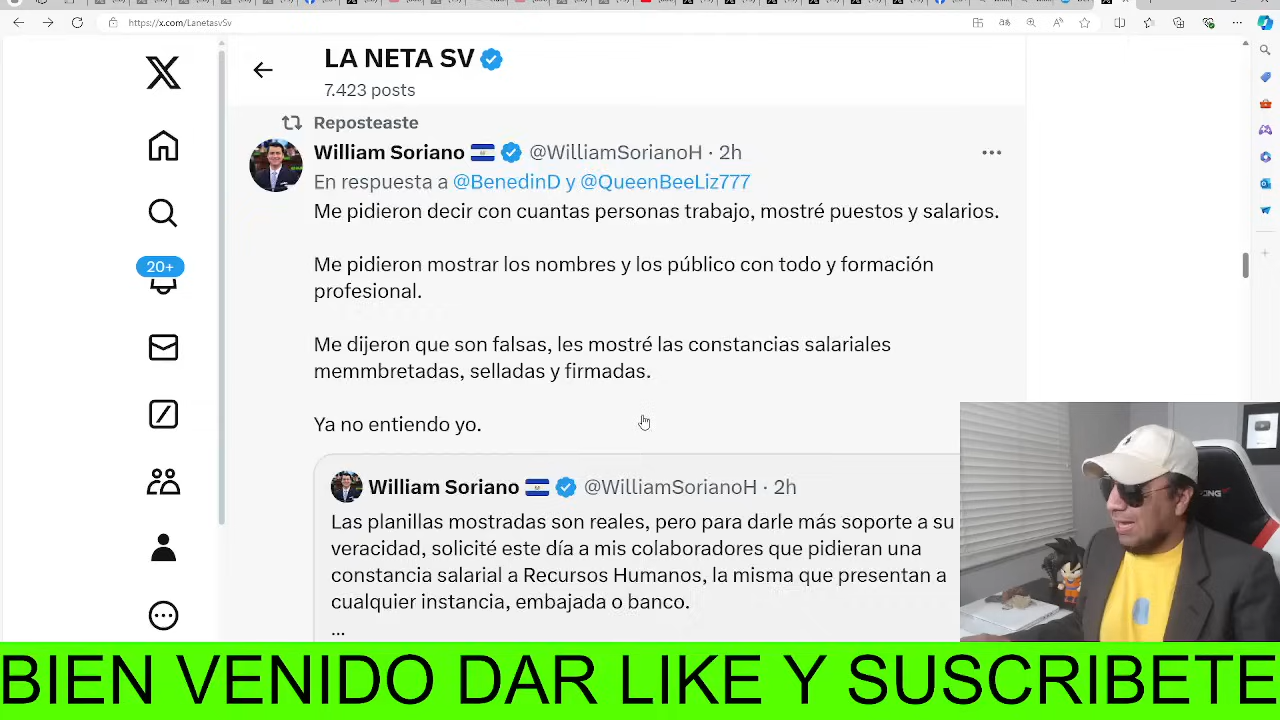 https://x.com/LanetasvSv
LA NETA SV
7.423 posts
Reposteaste
William Soriano @WilliamSorianoH · 2h
En respuesta a @BenedinD y @QueenBeeLiz777
Me pidieron decir con cuantas personas trabajo, mostré puestos y salarios.
Me pidieron mostrar los nombres y los público con todo y formación
profesional.
Me dijeron que son falsas, les mostré las constancias salariales
memmbretadas, selladas y firmadas.
Ya no entiendo yo.
William Soriano @WilliamSorianoH · 2h
Las planillas mostradas son reales, pero para darle más soporte a su
veracidad, solicité este día a mis colaboradores que pidieran una
constancia salarial a Recursos Humanos, la misma que presentan a
cualquier instancia, embajada o banco.
...
20+
BIEN VENIDO DAR LIKE Y SUSCRIBETE